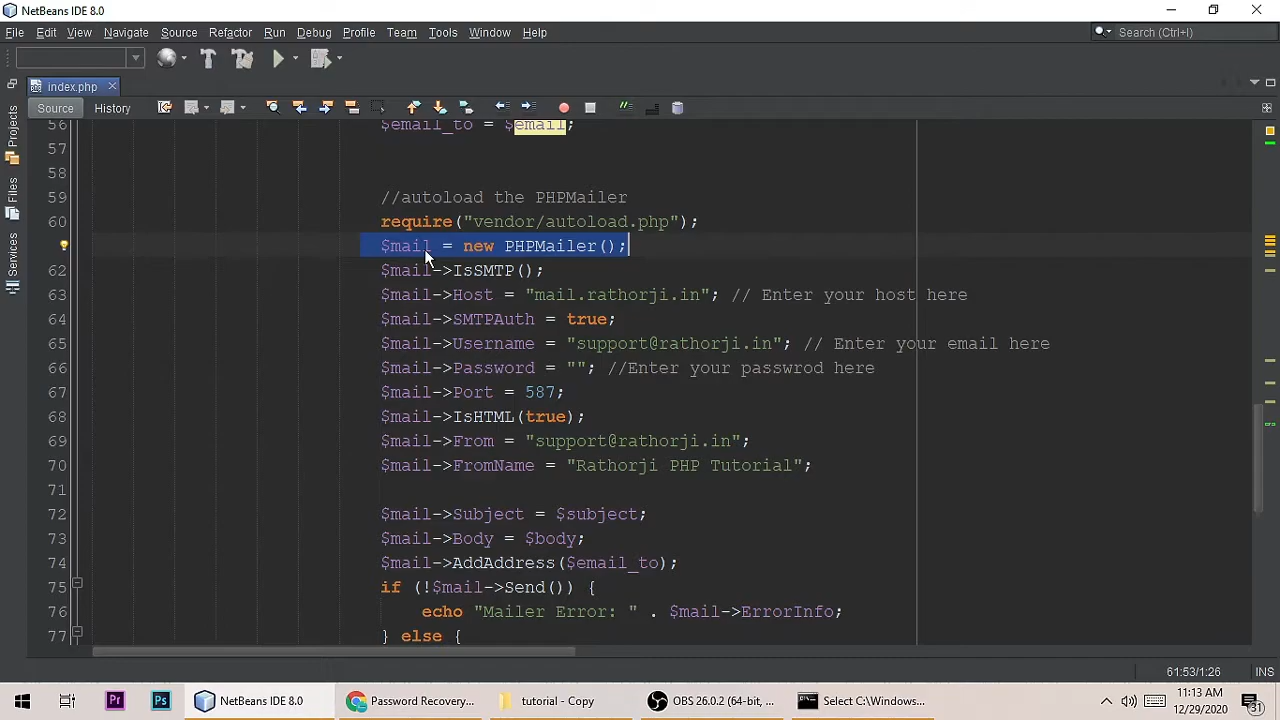 NetBeans IDE 8.0
File Edit View Navigate Source Refactor Run Debug Profile Team Tools Window Help
Search (Ctrl+I)
index.php
Source History
Projects
Files
Services
56 $email_to = $email;
57
58
59 //autoload the PHPMailer
60 require("vendor/autoload.php");
$mail = new PHPMailer();
62 $mail->IsSMTP();
63 $mail->Host = "mail.rathorji.in"; // Enter your host here
64 $mail->SMTPAuth = true;
65 $mail->Username = "support@rathorji.in"; // Enter your email here
66 $mail->Password = ""; //Enter your passwrod here
67 $mail->Port = 587;
68 $mail->IsHTML(true);
69 $mail->From = "support@rathorji.in";
70 $mail->FromName = "Rathorji PHP Tutorial";
71
72 $mail->Subject = $subject;
73 $mail->Body = $body;
74 $mail->AddAddress($email_to);
75 if (!$mail->Send()) {
76 echo "Mailer Error: " . $mail->ErrorInfo;
77 } else {
61:53/1:26 INS
NetBeans IDE 8.0
Password Recovery...
tutorial - Copy
OBS 26.0.2 (64-bit, ...
Select C:\Windows...
11:13 AM
12/29/2020
31
Pr
Ps